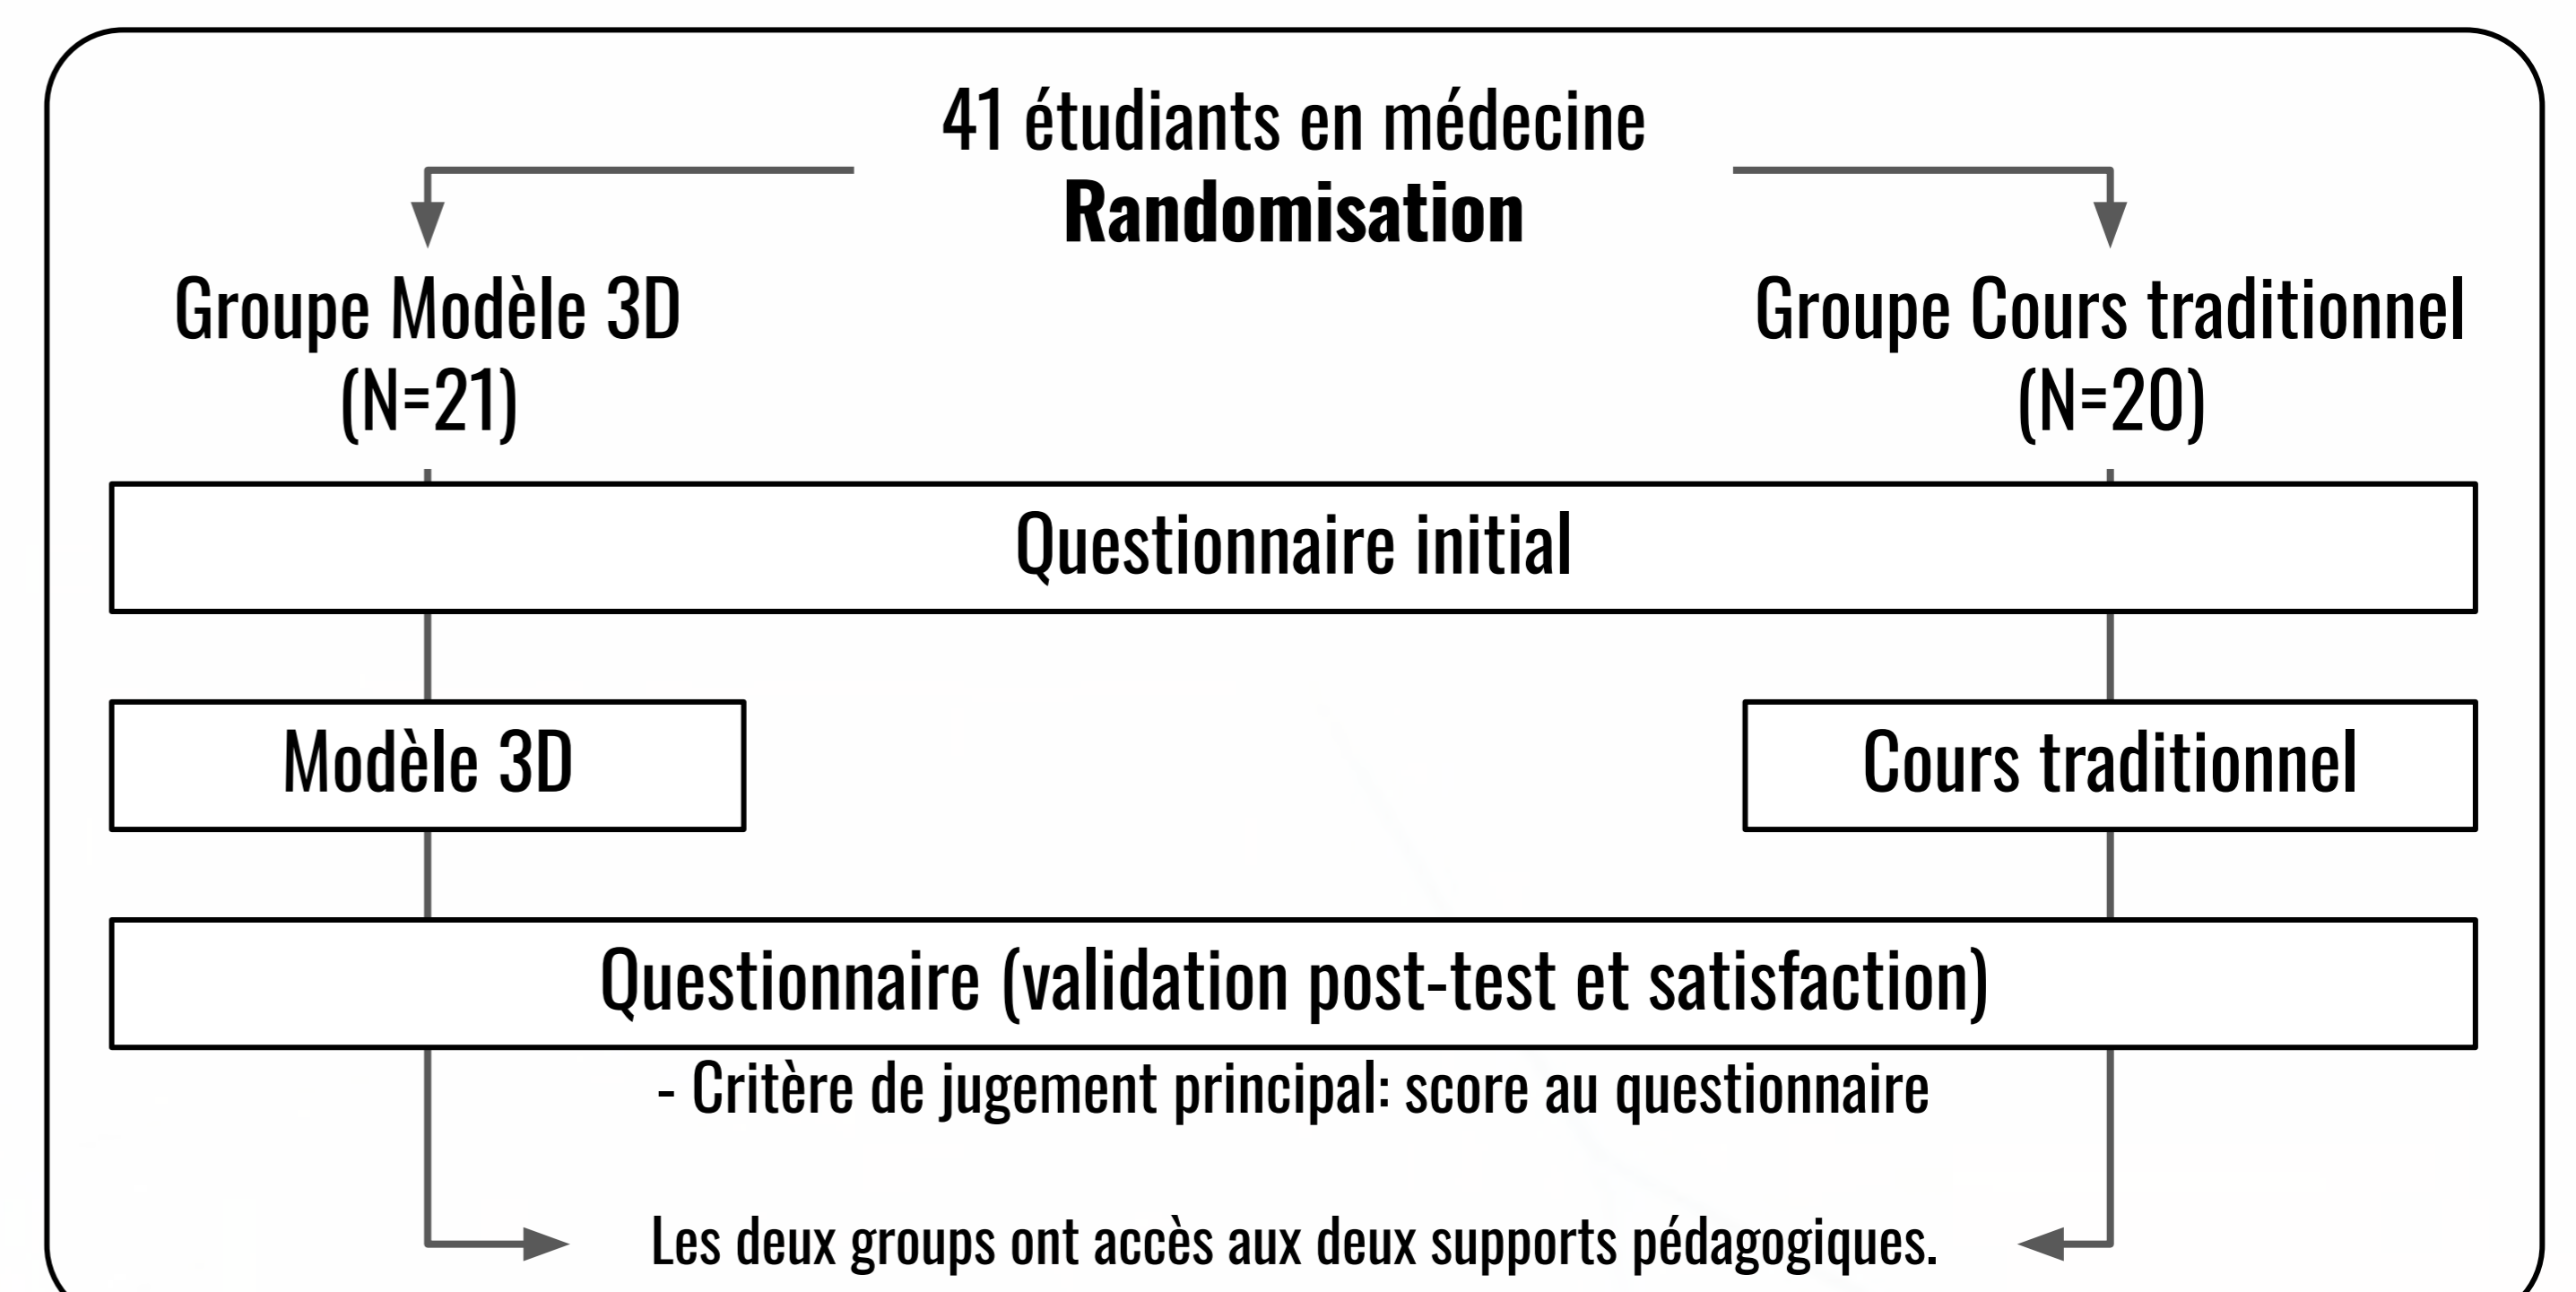 41 étudiants en médecine
Randomisation
Groupe Modèle 3D
(N=21)
Groupe Cours traditionnel
(N=20)
Questionnaire initial
Modèle 3D
Cours traditionnel
Questionnaire (validation post-test et satisfaction)
- Critère de jugement principal: score au questionnaire
Les deux groups ont accès aux deux supports pédagogiques.